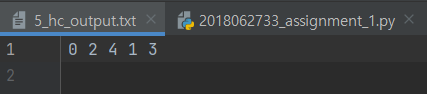 5_hc_output.txt 2018062733_assignment_1.py
1 0 2 4 1 3
2